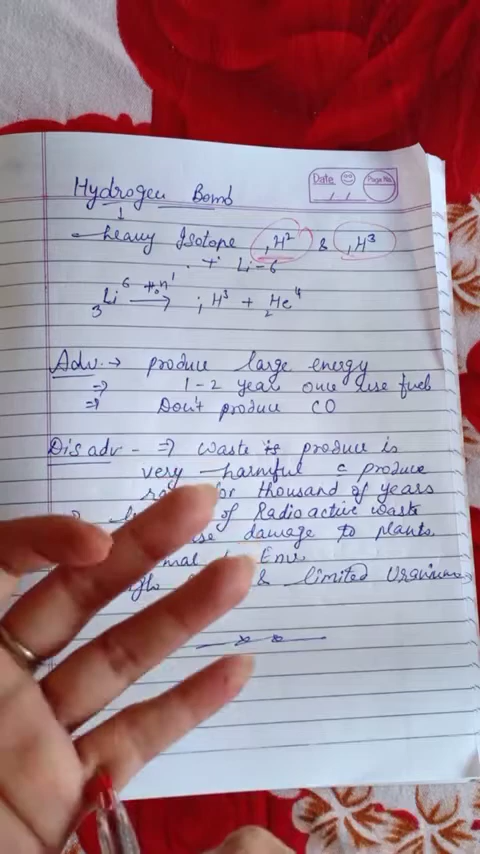 Date Page No.
Hydrogen Bomb
↓
Heavy Isotope ₁H² & ₁H³
+ Li-6
₃Li⁶ +₀n¹ → ₁H³ + ₂He⁴
Adv. → produce large energy
⇒ 1-2 years once use fuel
⇒ Don't produce CO
Dis adv - ⇒ Waste is produce is
very harmful c produce
for thousand of years
of Radioactive waste
damage to plants
Env.
& limited Uranium